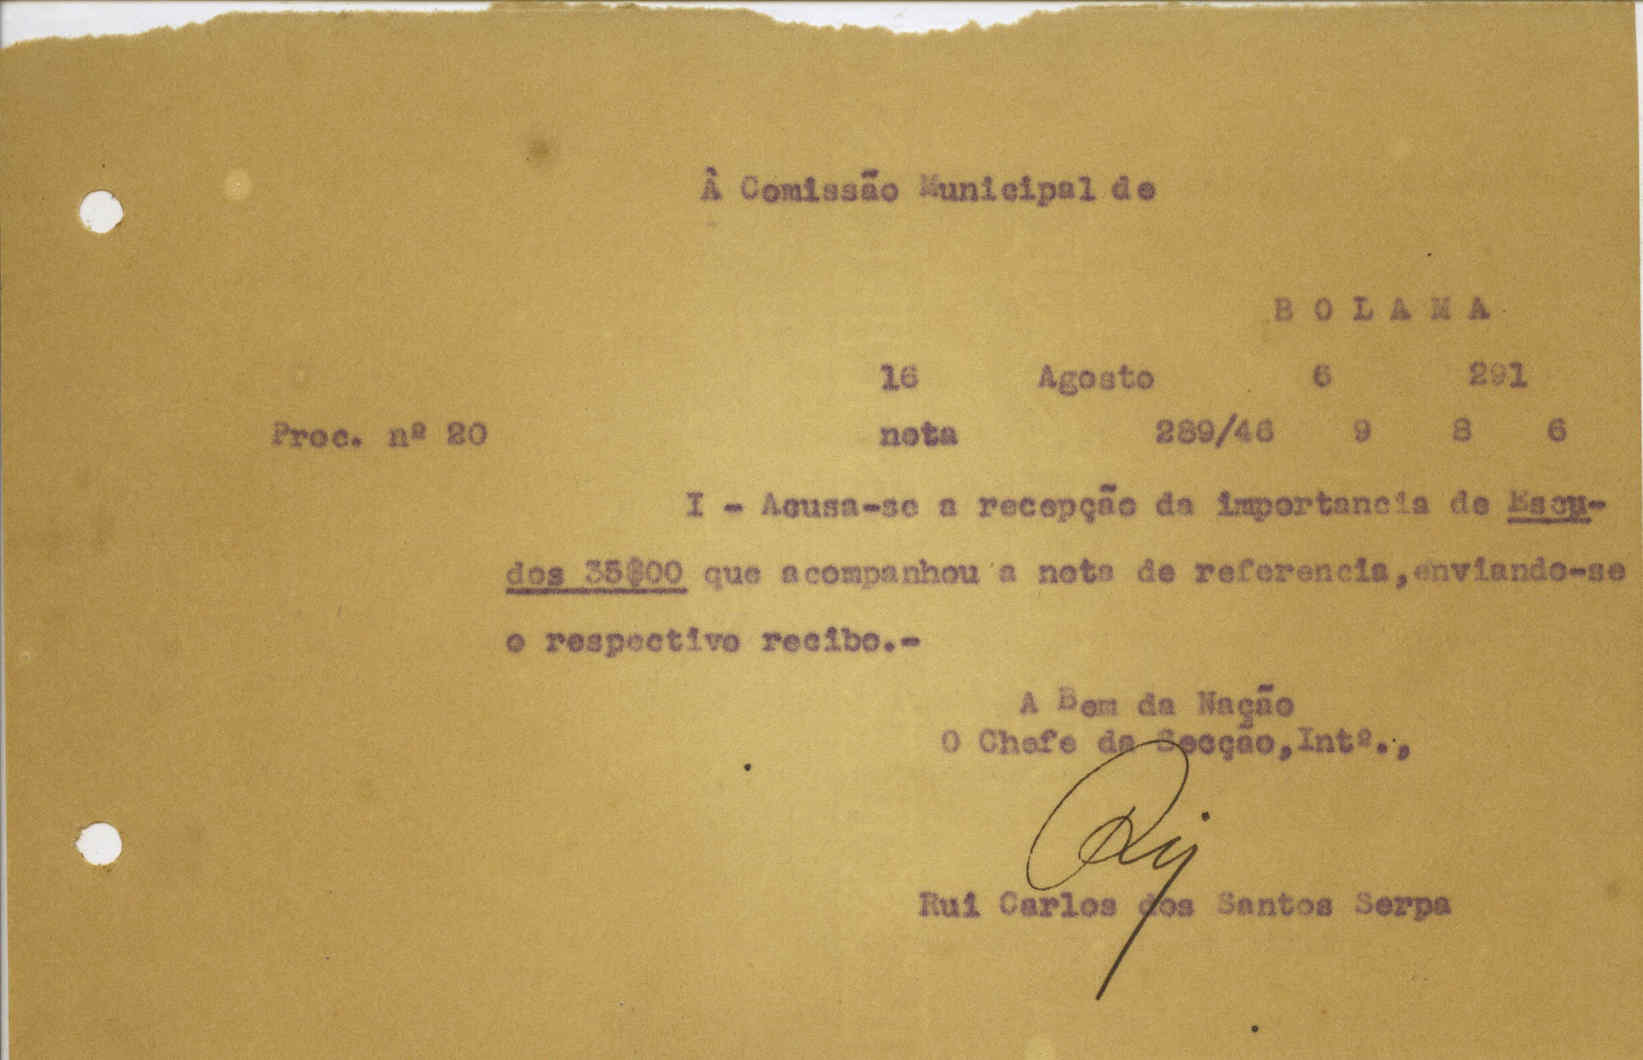 À Comissão Municipal de
B O L A M A
16 Agosto 6 291
Proc. nº 20 nota 289/46 9 8 6
I - Acusa-se a recepção da importancia de Escu-
dos 35$00 que acompanhou a nota de referencia,enviando-se
o respectivo recibo.-
A Bem da Nação
O Chefe da Secção,Intº.,
Rui
Rui Carlos dos Santos Serpa